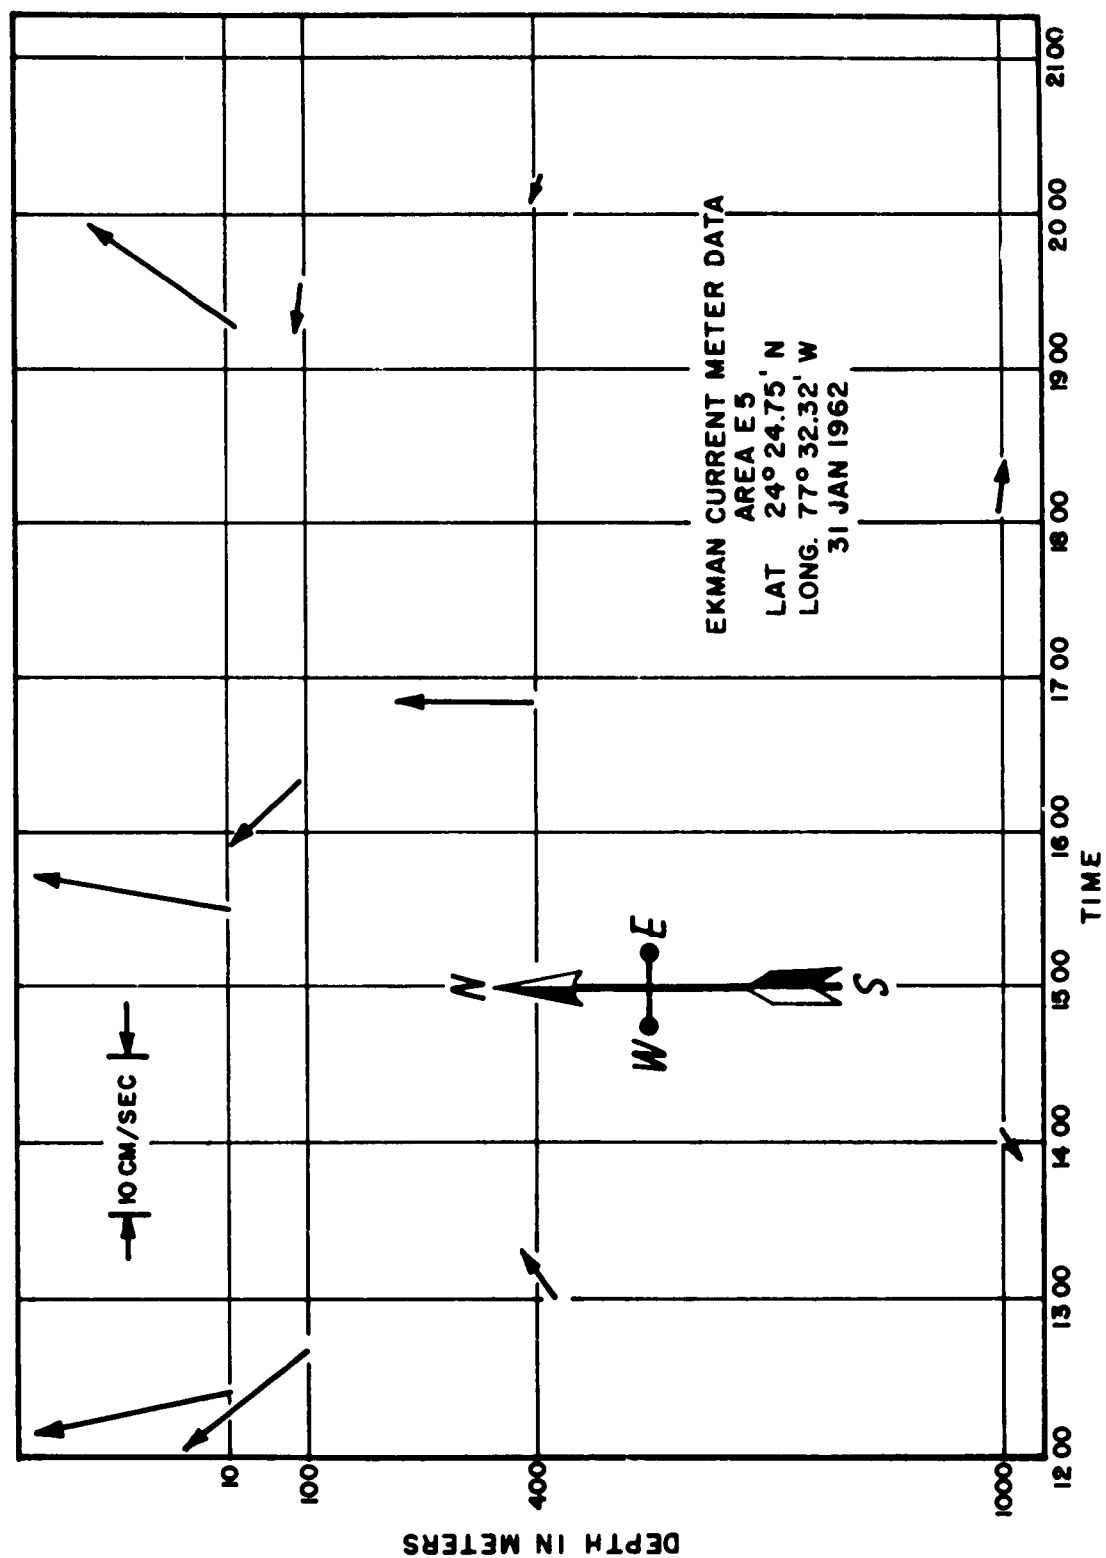 DEPTH IN METERS
10
100
400
1000
10 CM/SEC
N
W E
S
EKMAN CURRENT METER DATA
AREA E5
LAT 24° 24.75' N
LONG. 77° 32.32' W
31 JAN 1962
1200 1300 1400 1500 1600 1700 1800 1900 2000 2100
TIME